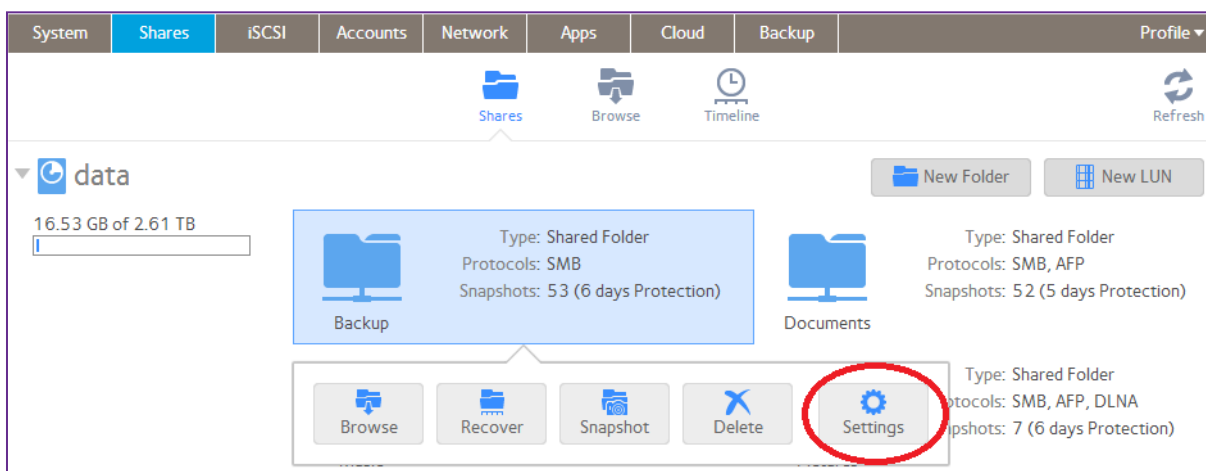 System Shares iSCSI Accounts Network Apps Cloud Backup Profile
Shares Browse Timeline Refresh
data
New Folder New LUN
16.53 GB of 2.61 TB
Type: Shared Folder
Protocols: SMB
Snapshots: 53 (6 days Protection)
Backup
Type: Shared Folder
Protocols: SMB, AFP
Snapshots: 52 (5 days Protection)
Documents
Type: Shared Folder
otocols: SMB, AFP, DLNA
pshots: 7 (6 days Protection)
Browse Recover Snapshot Delete Settings